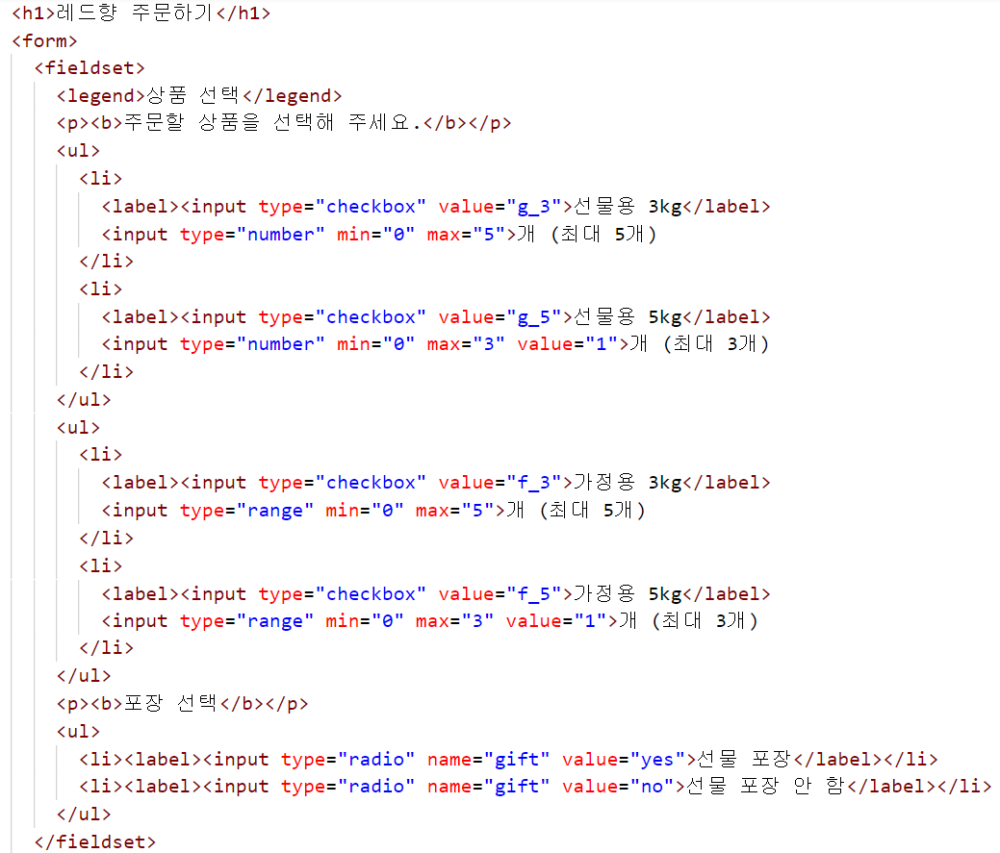 <h1>레드향 주문하기</h1>
<form>
<fieldset>
<legend>상품 선택</legend>
<p><b>주문할 상품을 선택해 주세요.</b></p>
<ul>
<li>
<label><input type="checkbox" value="g_3">선물용 3kg</label>
<input type="number" min="0" max="5">개 (최대 5개)
</li>
<li>
<label><input type="checkbox" value="g_5">선물용 5kg</label>
<input type="number" min="0" max="3" value="1">개 (최대 3개)
</li>
</ul>
<ul>
<li>
<label><input type="checkbox" value="f_3">가정용 3kg</label>
<input type="range" min="0" max="5">개 (최대 5개)
</li>
<li>
<label><input type="checkbox" value="f_5">가정용 5kg</label>
<input type="range" min="0" max="3" value="1">개 (최대 3개)
</li>
</ul>
<p><b>포장 선택</b></p>
<ul>
<li><label><input type="radio" name="gift" value="yes">선물 포장</label></li>
<li><label><input type="radio" name="gift" value="no">선물 포장 안 함</label></li>
</ul>
</fieldset>